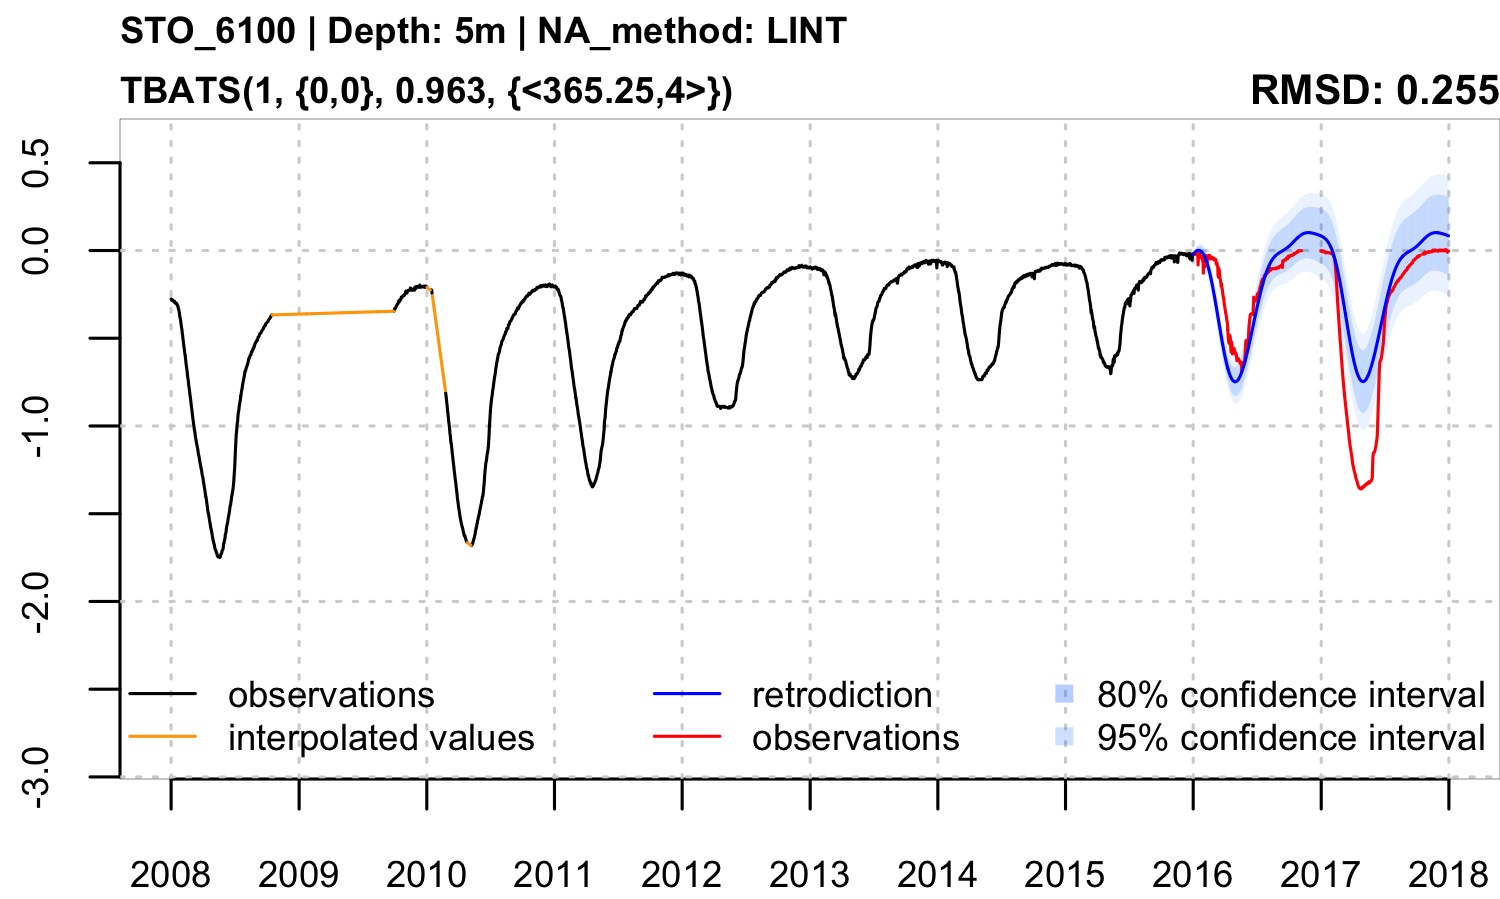 STO_6100 | Depth: 5m | NA_method: LINT
TBATS(1, {0,0}, 0.963, {<365.25,4>})
RMSD: 0.255
0.5
0.0
-1.0
-2.0
-3.0
observations
retrodiction
80% confidence interval
interpolated values
observations
95% confidence interval
2008 2009 2010 2011 2012 2013 2014 2015 2016 2017 2018